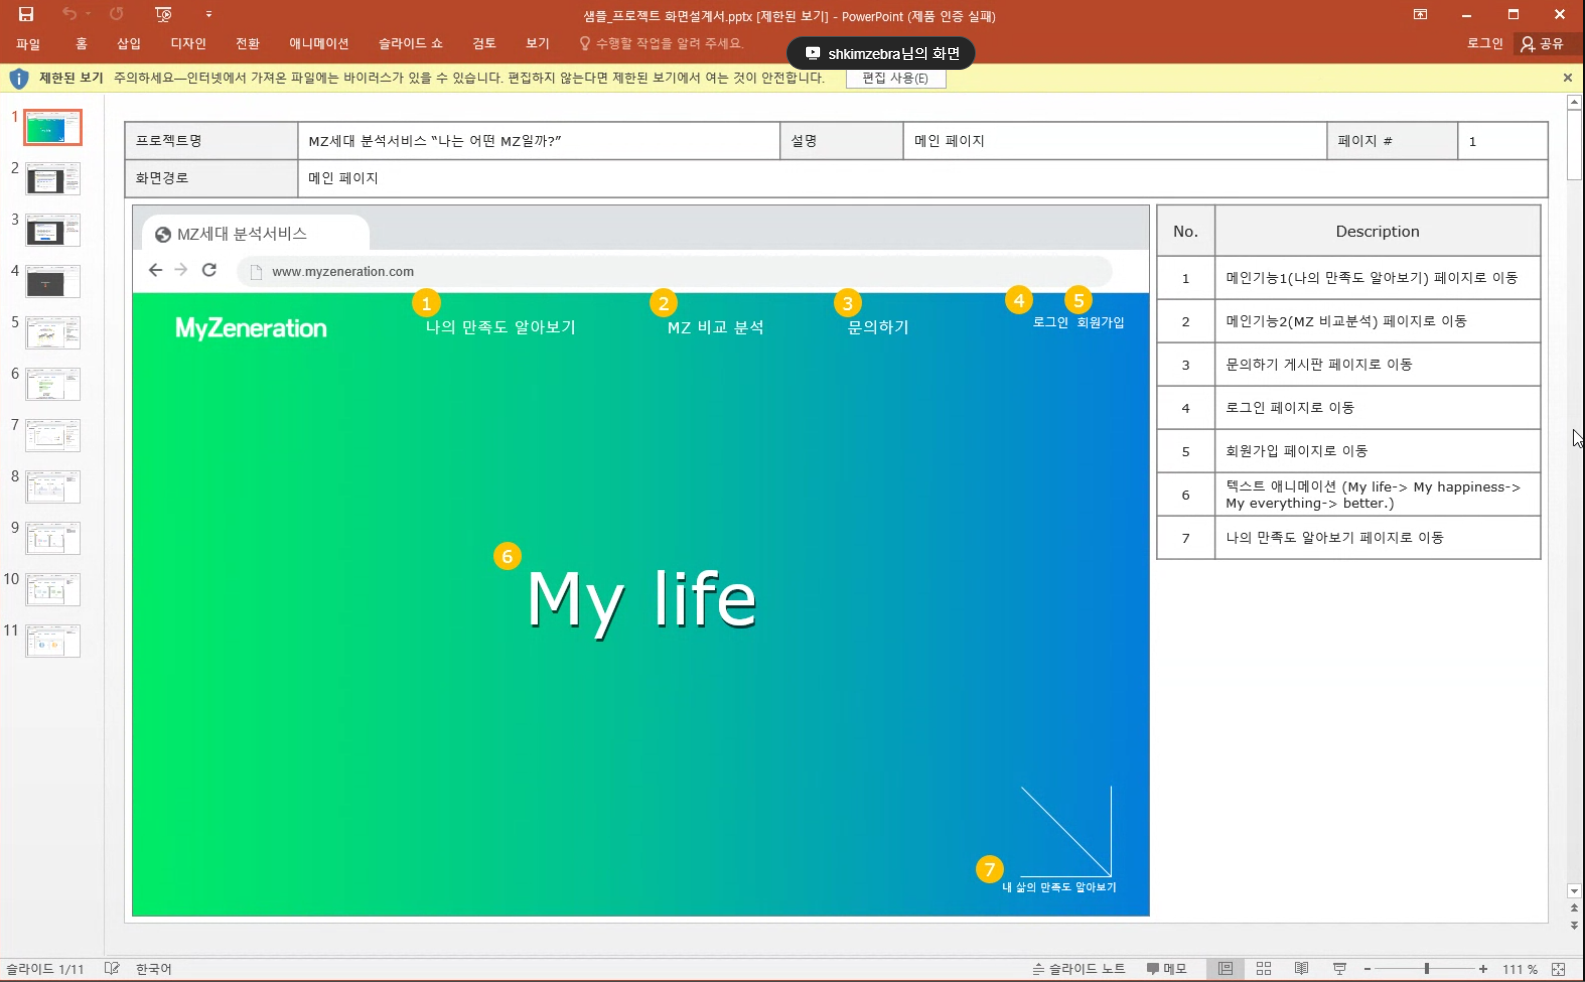 샘플_프로젝트 화면설계서.pptx [제한된 보기] - PowerPoint (제품 인증 실패)
파일 홈 삽입 디자인 전환 애니메이션 슬라이드 쇼 검토 보기 수행할 작업을 알려 주세요. 로그인 공유
shkimzebra님의 화면
제한된 보기 주의하세요—인터넷에서 가져온 파일에는 바이러스가 있을 수 있습니다. 편집하지 않는다면 제한된 보기에서 여는 것이 안전합니다. 편집 사용(E)
1
2
3
4
5
6
7
8
9
10
11
프로젝트명 MZ세대 분석서비스 “나는 어떤 MZ일까?” 설명 메인 페이지 페이지 # 1
화면경로 메인 페이지
MZ세대 분석서비스
www.myzeneration.com
1 2 3 4 5
MyZeneration 나의 만족도 알아보기 MZ 비교 분석 문의하기 로그인 회원가입
6
My life
7
내 삶의 만족도 알아보기
No. Description
1 메인기능1(나의 만족도 알아보기) 페이지로 이동
2 메인기능2(MZ 비교분석) 페이지로 이동
3 문의하기 게시판 페이지로 이동
4 로그인 페이지로 이동
5 회원가입 페이지로 이동
6 텍스트 애니메이션 (My life-> My happiness->
My everything-> better.)
7 나의 만족도 알아보기 페이지로 이동
슬라이드 1/11 한국어 슬라이드 노트 메모 111 %